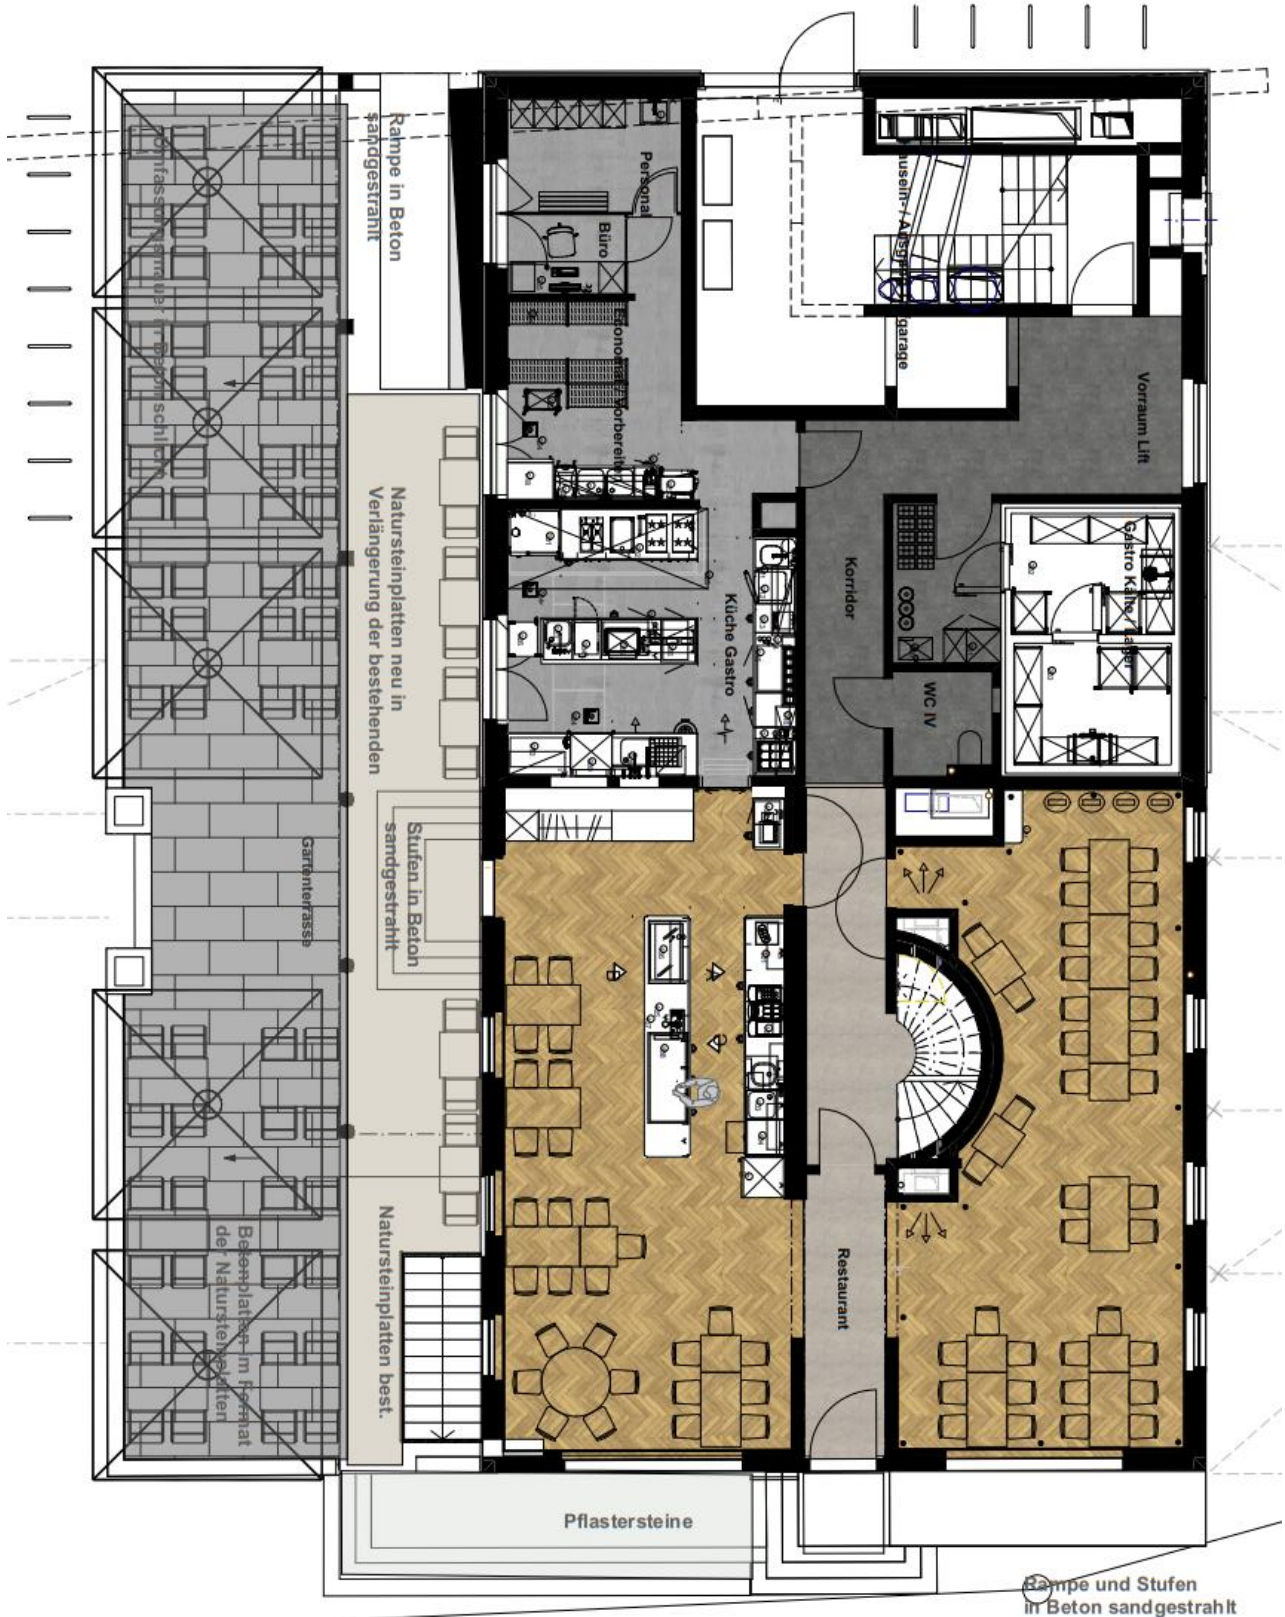 Rampe in Beton
sandgestrahlt
Personal
Büro
Vorraum Lift
Natursteinplatten neu in
Verlängerung der bestehenden
Küche Gastro
Korridor
Gastro Kälte / Lager
WC IV
Gartenterrasse
Stufen in Beton
sandgestrahlt
Natursteinplatten best.
Betonplatten im Format
der Natursteinplatten
Restaurant
Pflastersteine
Rampe und Stufen
in Beton sandgestrahlt